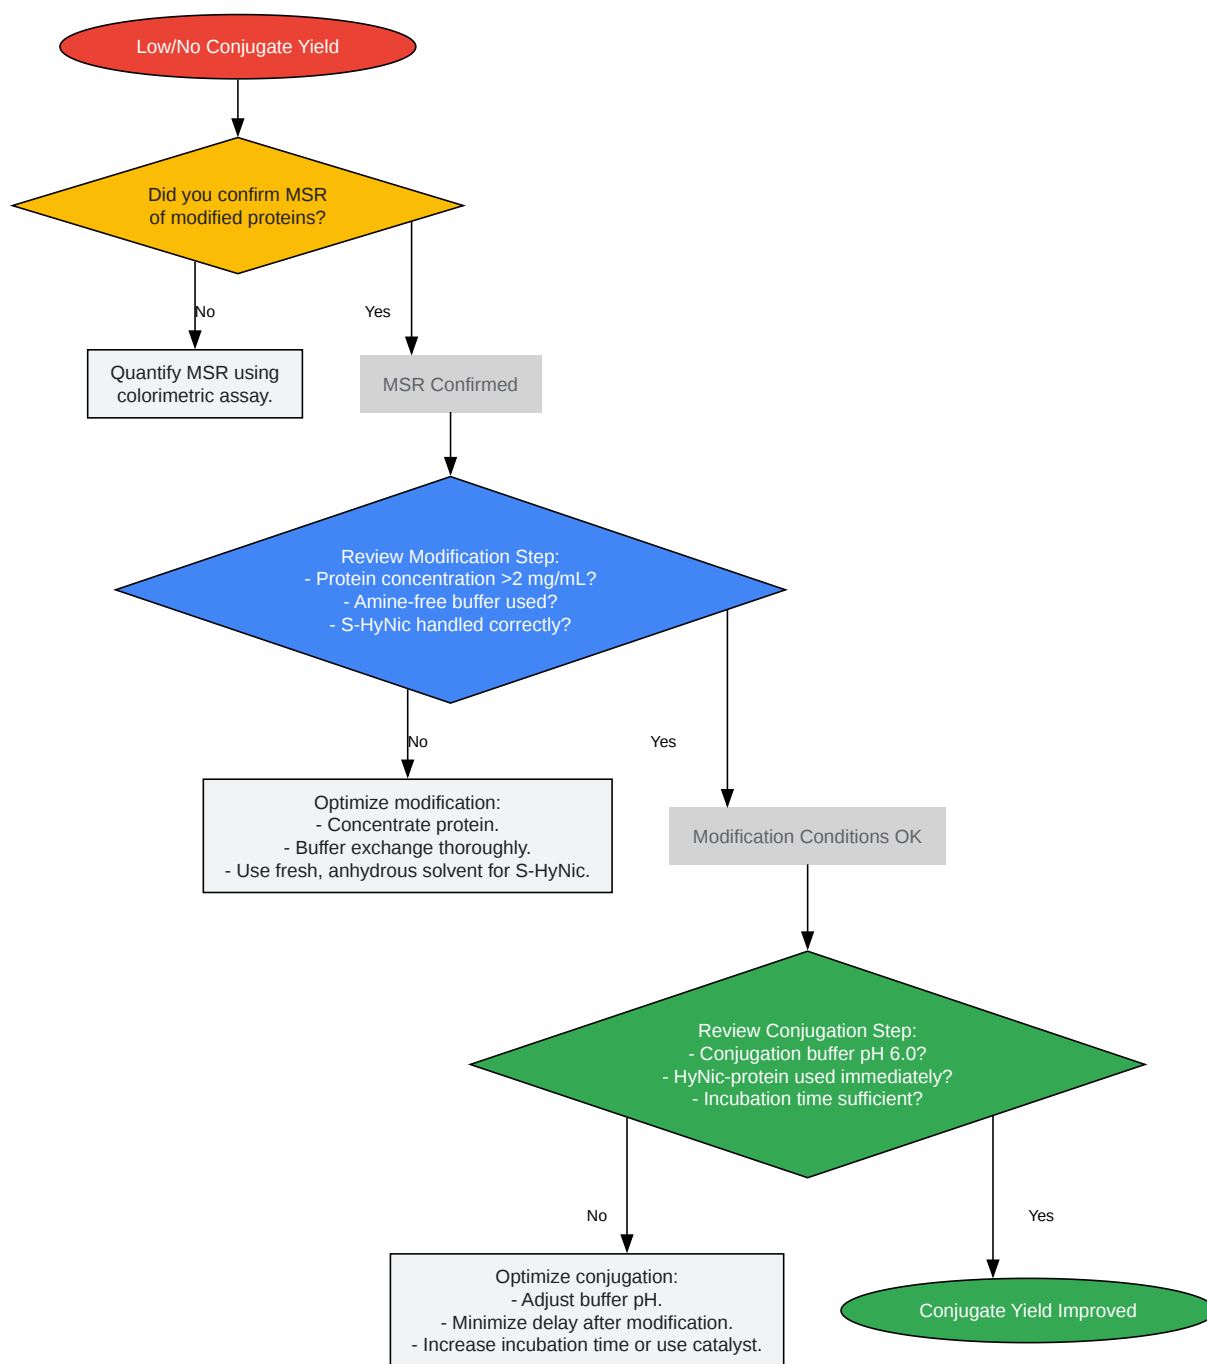 Low/No Conjugate Yield
Did you confirm MSR
of modified proteins?
No
Yes
Quantify MSR using
colorimetric assay.
MSR Confirmed
Review Modification Step:
- Protein concentration >2 mg/mL?
- Amine-free buffer used?
- S-HyNic handled correctly?
No
Yes
Optimize modification:
- Concentrate protein.
- Buffer exchange thoroughly.
- Use fresh, anhydrous solvent for S-HyNic.
Modification Conditions OK
Review Conjugation Step:
- Conjugation buffer pH 6.0?
- HyNic-protein used immediately?
- Incubation time sufficient?
No
Yes
Optimize conjugation:
- Adjust buffer pH.
- Minimize delay after modification.
- Increase incubation time or use catalyst.
Conjugate Yield Improved